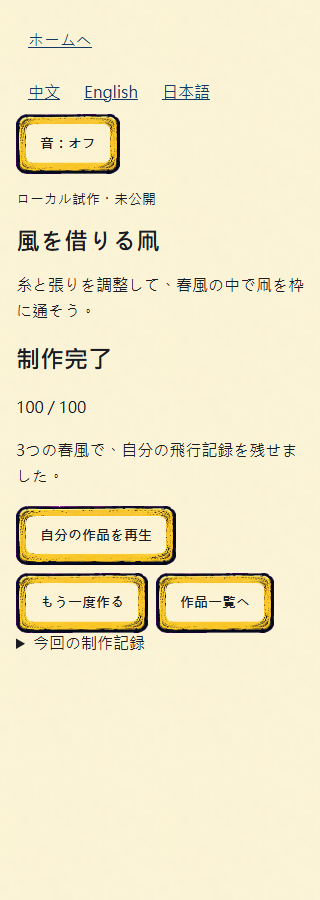 ホームへ
中文 English 日本語
音：オフ
ローカル試作・未公開
風を借りる凧
糸と張りを調整して、春風の中で凧を枠
に通そう。
制作完了
100 / 100
3つの春風で、自分の飛行記録を残せま
した。
自分の作品を再生
もう一度作る 作品一覧へ
▶ 今回の制作記録